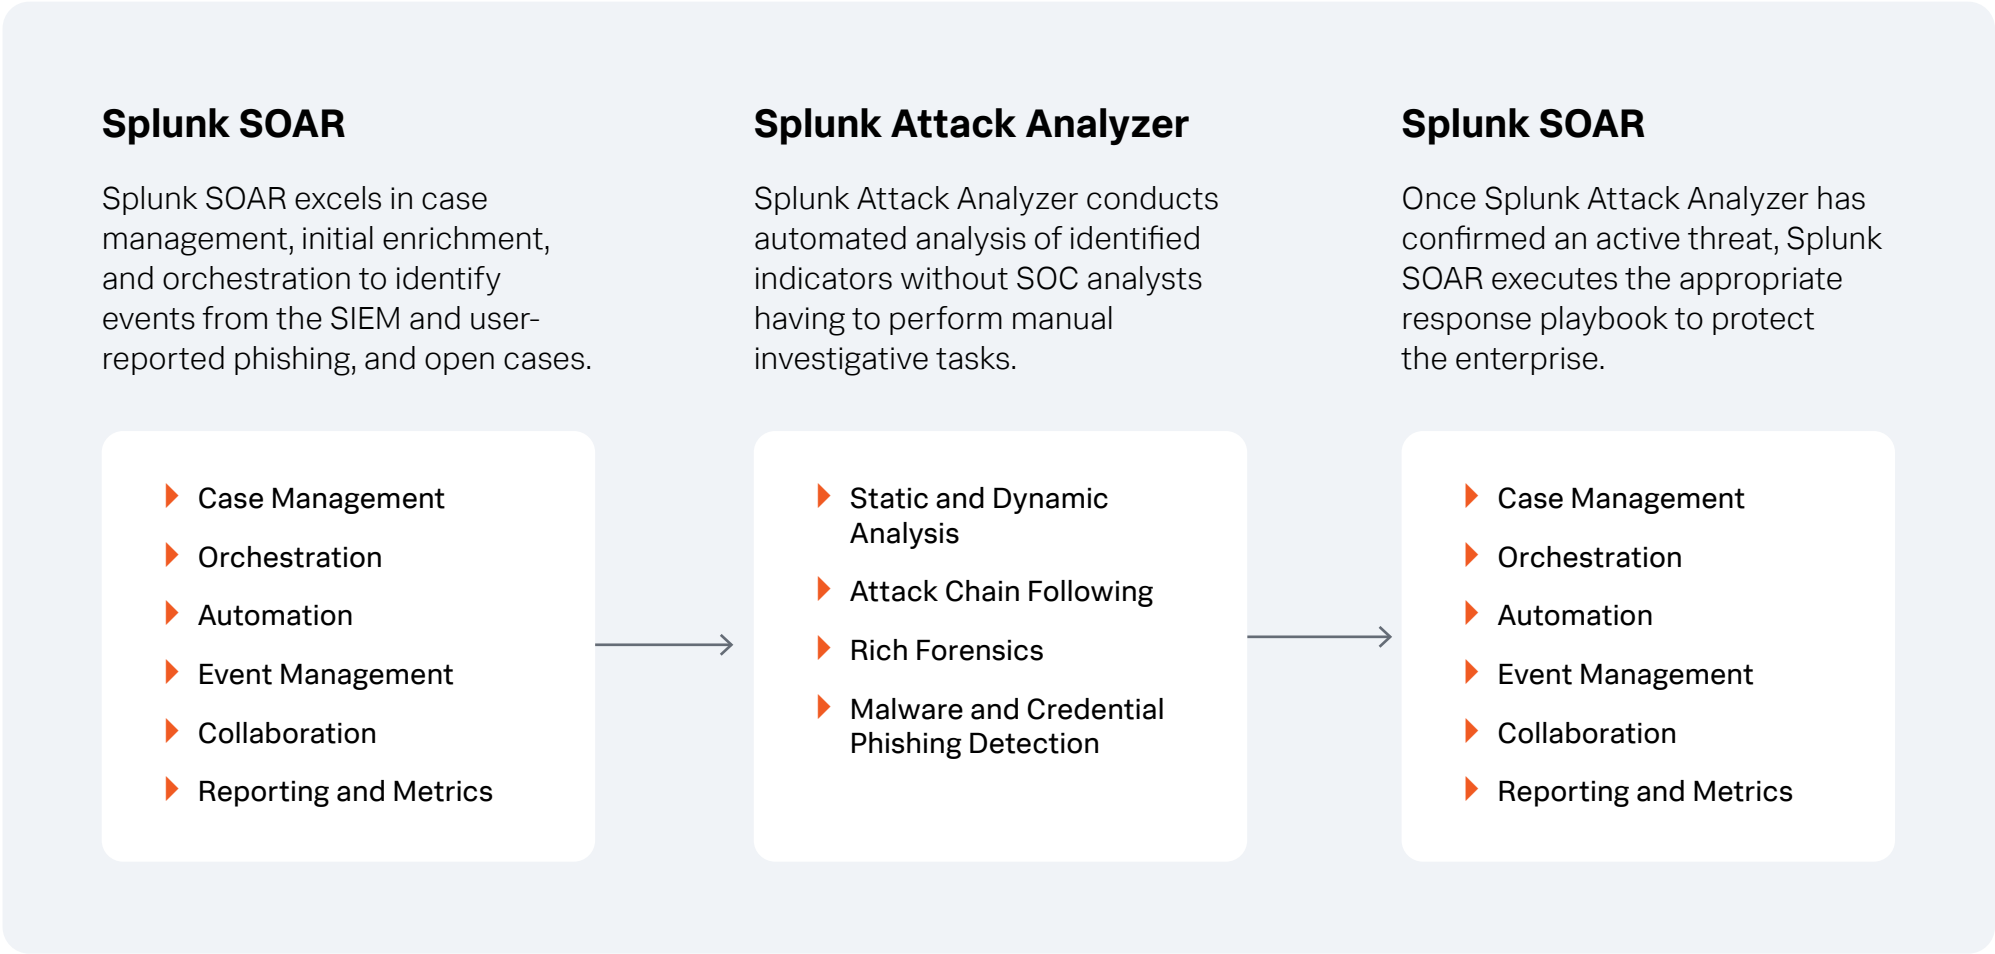 Splunk SOAR
Splunk SOAR excels in case
management, initial enrichment,
and orchestration to identify
events from the SIEM and user-
reported phishing, and open cases.
Case Management
Orchestration
Automation
Event Management
Collaboration
Reporting and Metrics
Splunk Attack Analyzer
Splunk Attack Analyzer conducts
automated analysis of identified
indicators without SOC analysts
having to perform manual
investigative tasks.
Static and Dynamic
Analysis
Attack Chain Following
Rich Forensics
Malware and Credential
Phishing Detection
Splunk SOAR
Once Splunk Attack Analyzer has
confirmed an active threat, Splunk
SOAR executes the appropriate
response playbook to protect
the enterprise.
Case Management
Orchestration
Automation
Event Management
Collaboration
Reporting and Metrics